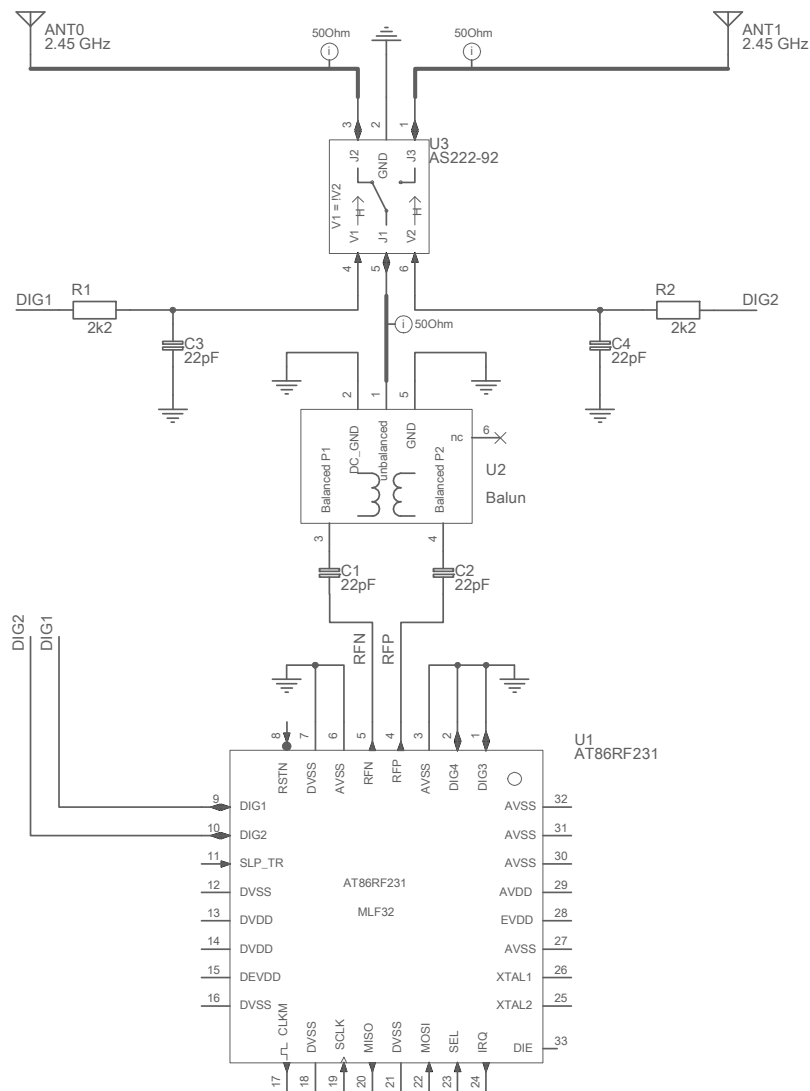 ANT0
2.45 GHz
50Ohm
i
50Ohm
i
ANT1
2.45 GHz
3
2
1
U3
AS222-92
J2
GND
J3
V1 = !V2
H
H
V1
J1
V2
4
5
6
DIG1
R1
2k2
C3
22pF
i
50Ohm
R2
2k2
DIG2
C4
22pF
2
1
5
DC_GND
unbalanced
GND
nc
6
Balanced P1
Balanced P2
U2
Balun
3
4
C1
22pF
C2
22pF
DIG2
DIG1
RFN
RFP
U1
AT86RF231
8
7
6
5
4
3
2
1
RSTN
DVSS
AVSS
RFN
RFP
AVSS
DIG4
DIG3
9
DIG1
10
DIG2
11
SLP_TR
12
DVSS
13
DVDD
14
DVDD
15
DEVDD
16
DVSS
AT86RF231
MLF32
AVSS
32
AVSS
31
AVSS
30
AVDD
29
EVDD
28
AVSS
27
XTAL1
26
XTAL2
25
DIE
33
CLKM
DVSS
SCLK
MISO
DVSS
MOSI
SEL
IRQ
17
18
19
20
21
22
23
24